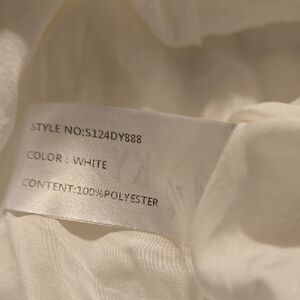 STYLE NO:S124DY888
COLOR : WHITE
CONTENT:100%POLYESTER